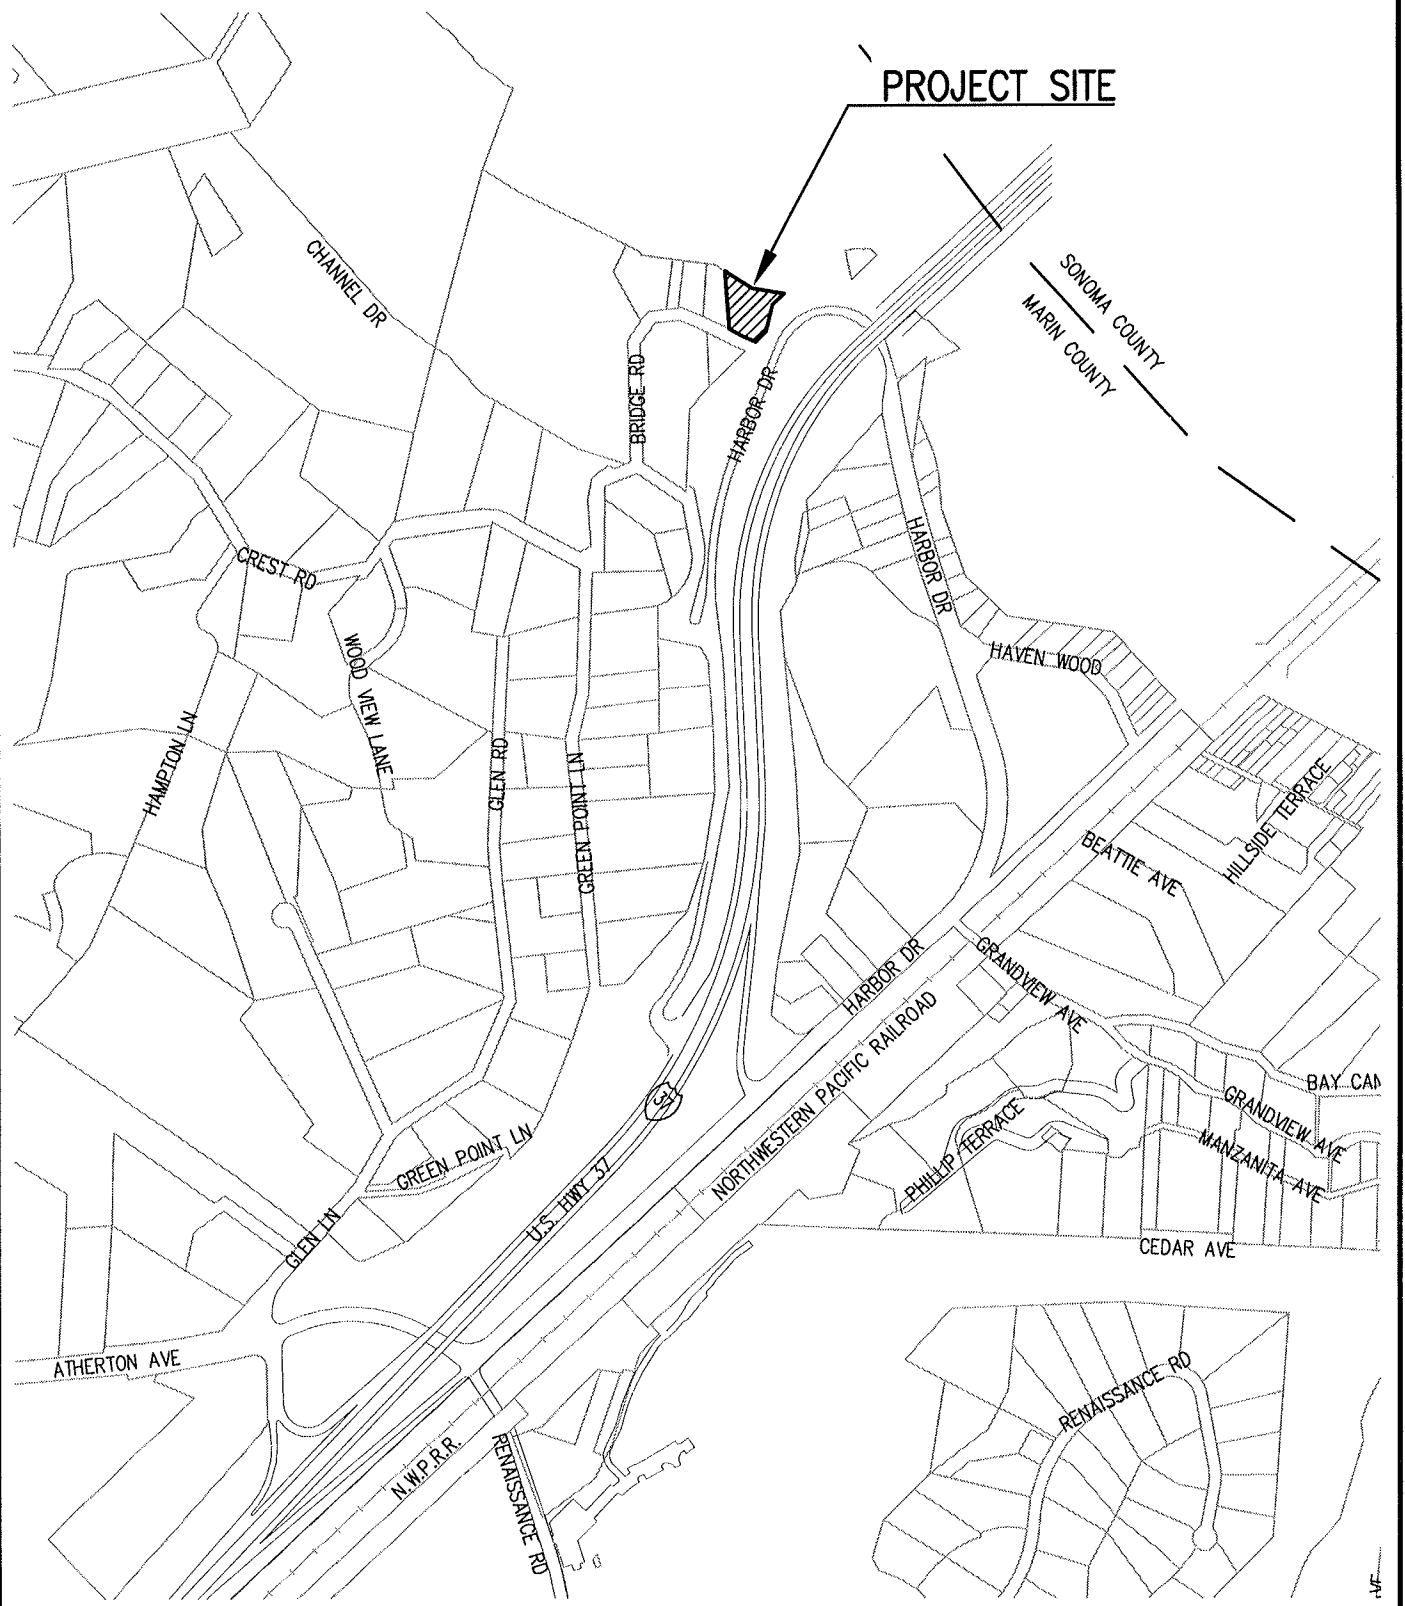 PROJECT SITE
CHANNEL DR
SONOMA COUNTY
MARIN COUNTY
BRIDGE RD
HARBOR DR
CREST RD
HARBOR DR
HAVEN WOOD
WOOD VIEW LANE
HAMPTON LN
GLEN RD
GREEN POINT LN
HILLSIDE TERRACE
BEATTIE AVE
HARBOR DR
GRANDVIEW AVE
NORTHWESTERN PACIFIC RAILROAD
37
BAY CAN
GRANDVIEW AVE
MANZANITA AVE
PHILLIP TERRACE
GREEN POINT LN
U.S. HWY 37
GLEN LN
CEDAR AVE
ATHERTON AVE
RENAISSANCE RD
N.W.P.R.R.
RENAISSANCE RD